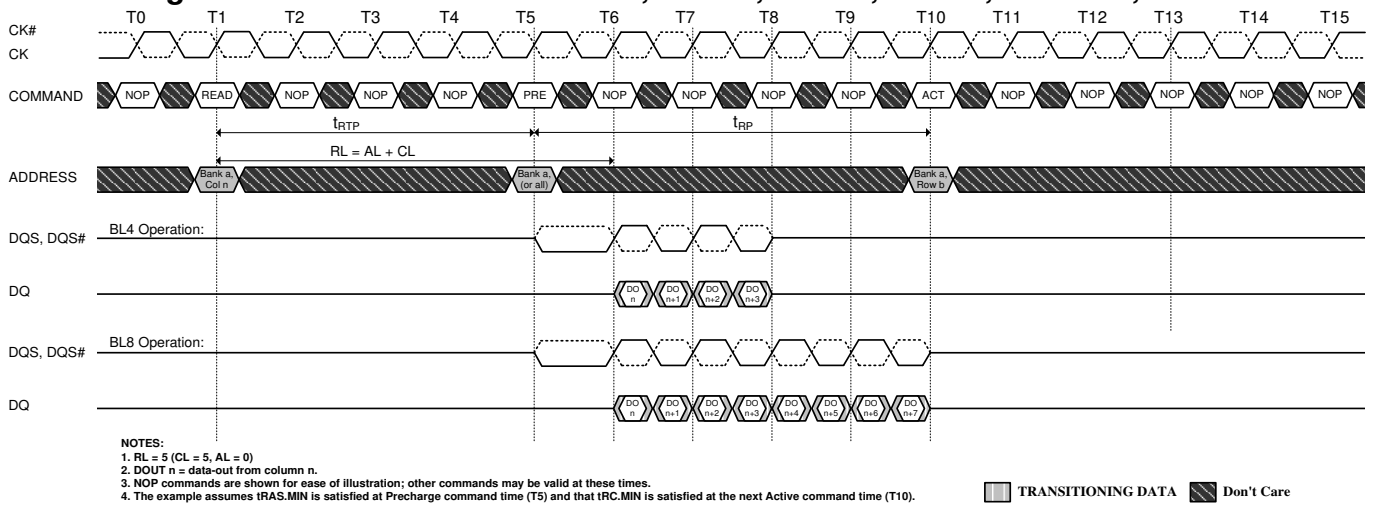 T0 T1 T2 T3 T4 T5 T6 T7 T8 T9 T10 T11 T12 T13 T14 T15
CK#
CK
COMMAND NOP READ NOP NOP NOP PRE NOP NOP NOP NOP ACT NOP NOP NOP NOP NOP
tRTP tRP
RL = AL + CL
ADDRESS Bank a, Col n Bank a, (or all) Bank a, Row b
BL4 Operation:
DQS, DQS#
DQ DO n DO n+1 DO n+2 DO n+3
BL8 Operation:
DQS, DQS#
DQ DO n DO n+1 DO n+2 DO n+3 DO n+4 DO n+5 DO n+6 DO n+7
NOTES:
1. RL = 5 (CL = 5, AL = 0)
2. DOUT n = data-out from column n.
3. NOP commands are shown for ease of illustration; other commands may be valid at these times.
4. The example assumes tRAS.MIN is satisfied at Precharge command time (T5) and that tRC.MIN is satisfied at the next Active command time (T10).
TRANSITIONING DATA Don't Care